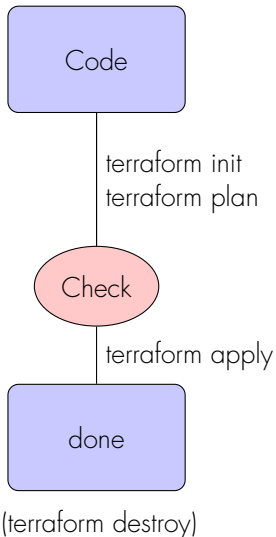 Code
terraform init
terraform plan
Check
terraform apply
done
(terraform destroy)